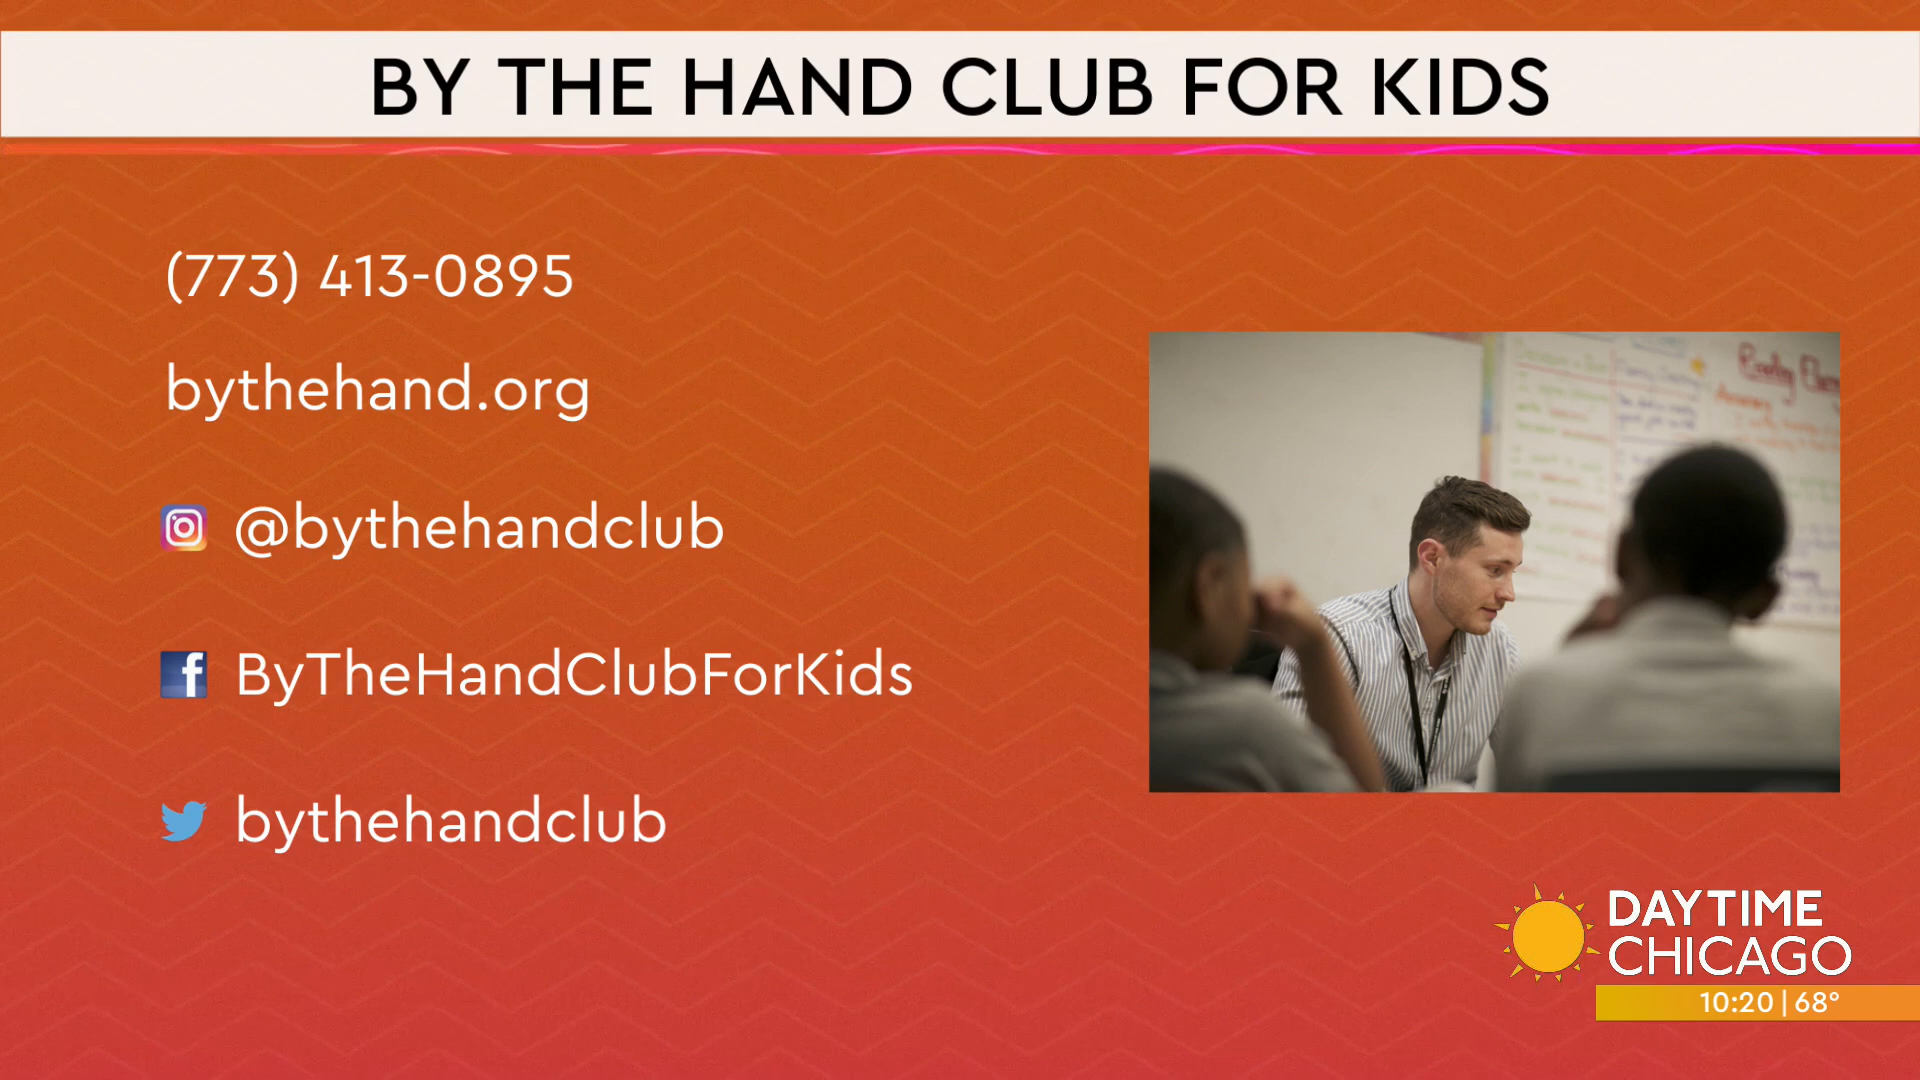 BY THE HAND CLUB FOR KIDS
(773) 413-0895
bythehand.org
@bythehandclub
ByTheHandClubForKids
bythehandclub
DAYTIME
CHICAGO
10:20 | 68°